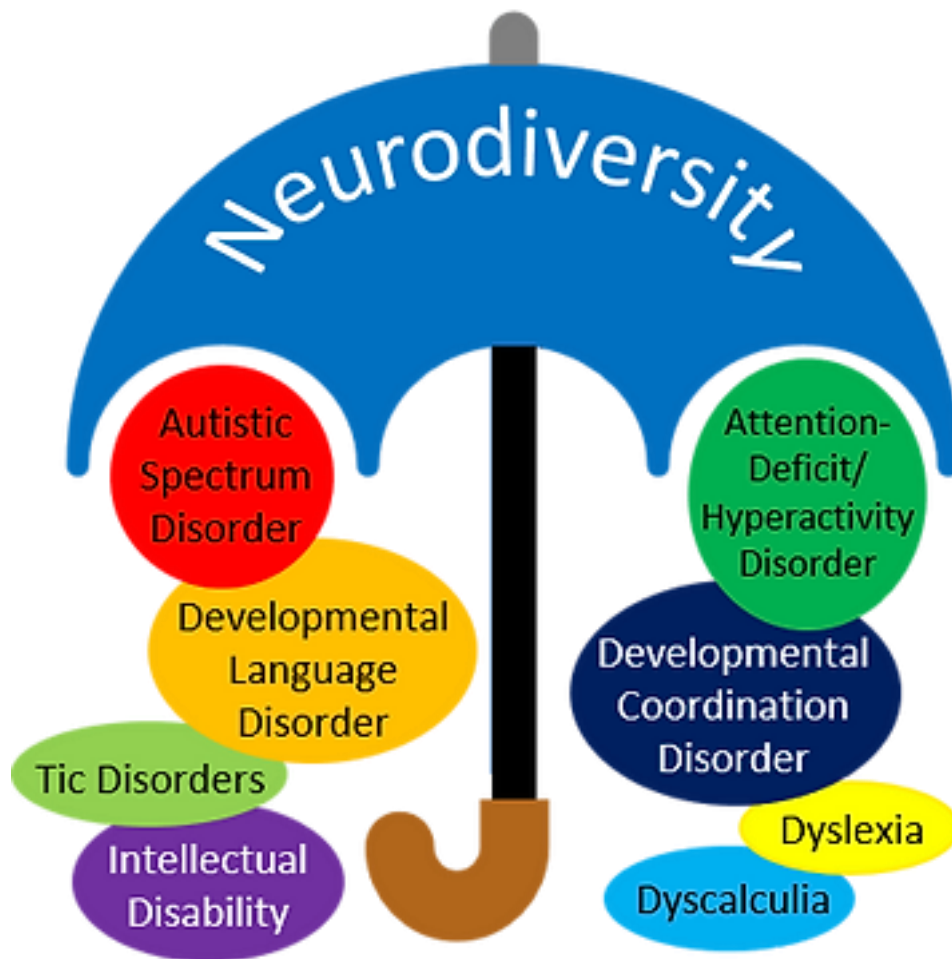 Neurodiversity
Autistic
Spectrum
Disorder
Developmental
Language
Disorder
Tic Disorders
Intellectual
Disability
Attention-
Deficit/
Hyperactivity
Disorder
Developmental
Coordination
Disorder
Dyslexia
Dyscalculia